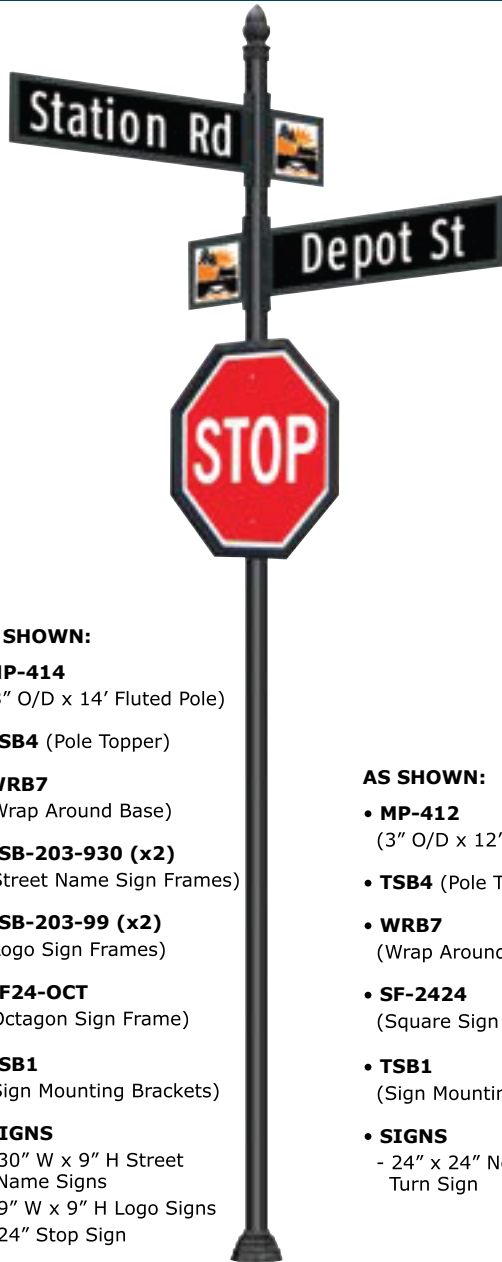 Station Rd
Depot St
STOP
SHOWN:
MP-414
O/D x 14’ Fluted Pole)
SB4 (Pole Topper)
WRB7
Wrap Around Base)
SB-203-930 (x2)
Street Name Sign Frames)
SB-203-99 (x2)
ogo Sign Frames)
F24-OCT
Octagon Sign Frame)
SB1
Sign Mounting Brackets)
IGNS
30” W x 9” H Street
Name Signs
9” W x 9” H Logo Signs
24” Stop Sign
AS SHOWN:
• MP-412
(3” O/D x 12’
• TSB4 (Pole T
• WRB7
(Wrap Around
• SF-2424
(Square Sign
• TSB1
(Sign Mountin
• SIGNS
- 24” x 24” N
Turn Sign